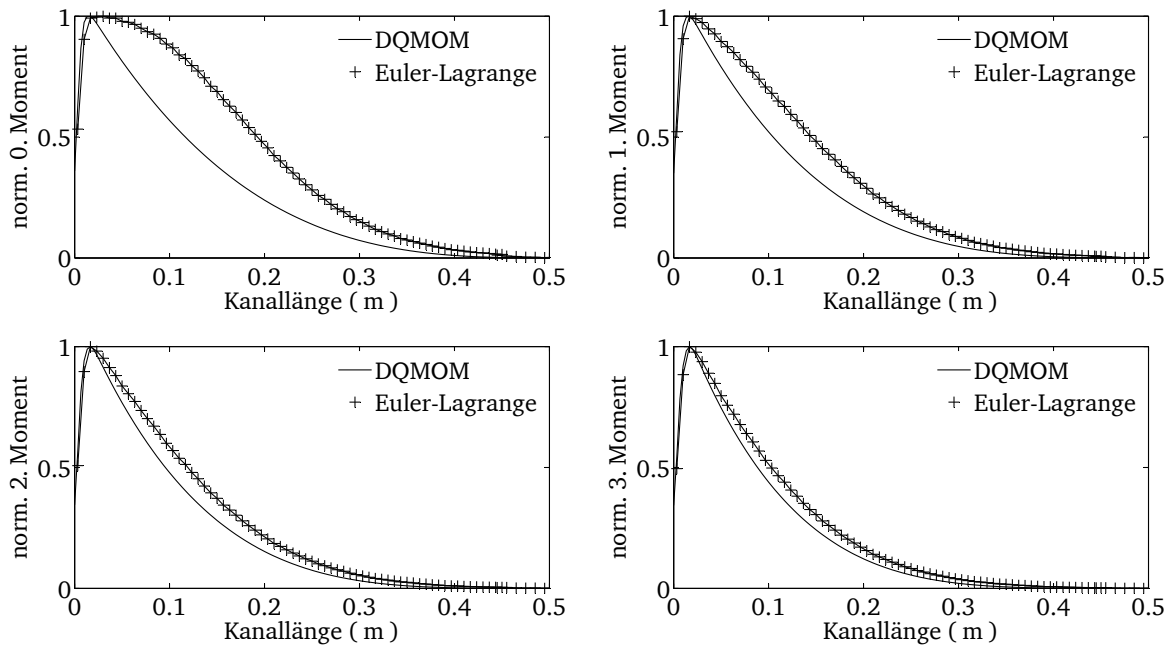 norm. 0. Moment
1
0.5
0
DQMOM
Euler-Lagrange
0 0.1 0.2 0.3 0.4 0.5
Kanallänge ( m )
norm. 1. Moment
1
0.5
0
DQMOM
Euler-Lagrange
0 0.1 0.2 0.3 0.4 0.5
Kanallänge ( m )
norm. 2. Moment
1
0.5
0
DQMOM
Euler-Lagrange
0 0.1 0.2 0.3 0.4 0.5
Kanallänge ( m )
norm. 3. Moment
1
0.5
0
DQMOM
Euler-Lagrange
0 0.1 0.2 0.3 0.4 0.5
Kanallänge ( m )